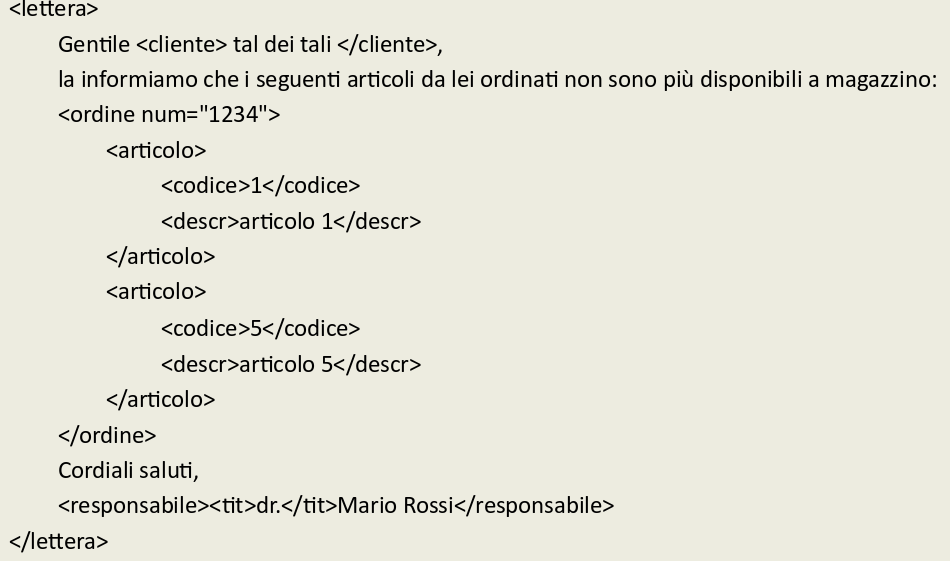 <lettera>
Gentile <cliente> tal dei tali </cliente>,
la informiamo che i seguenti articoli da lei ordinati non sono più disponibili a magazzino:
<ordine num="1234">
<articolo>
<codice>1</codice>
<descr>articolo 1</descr>
</articolo>
<articolo>
<codice>5</codice>
<descr>articolo 5</descr>
</articolo>
</ordine>
Cordiali saluti,
<responsabile><tit>dr.</tit>Mario Rossi</responsabile>
</lettera>